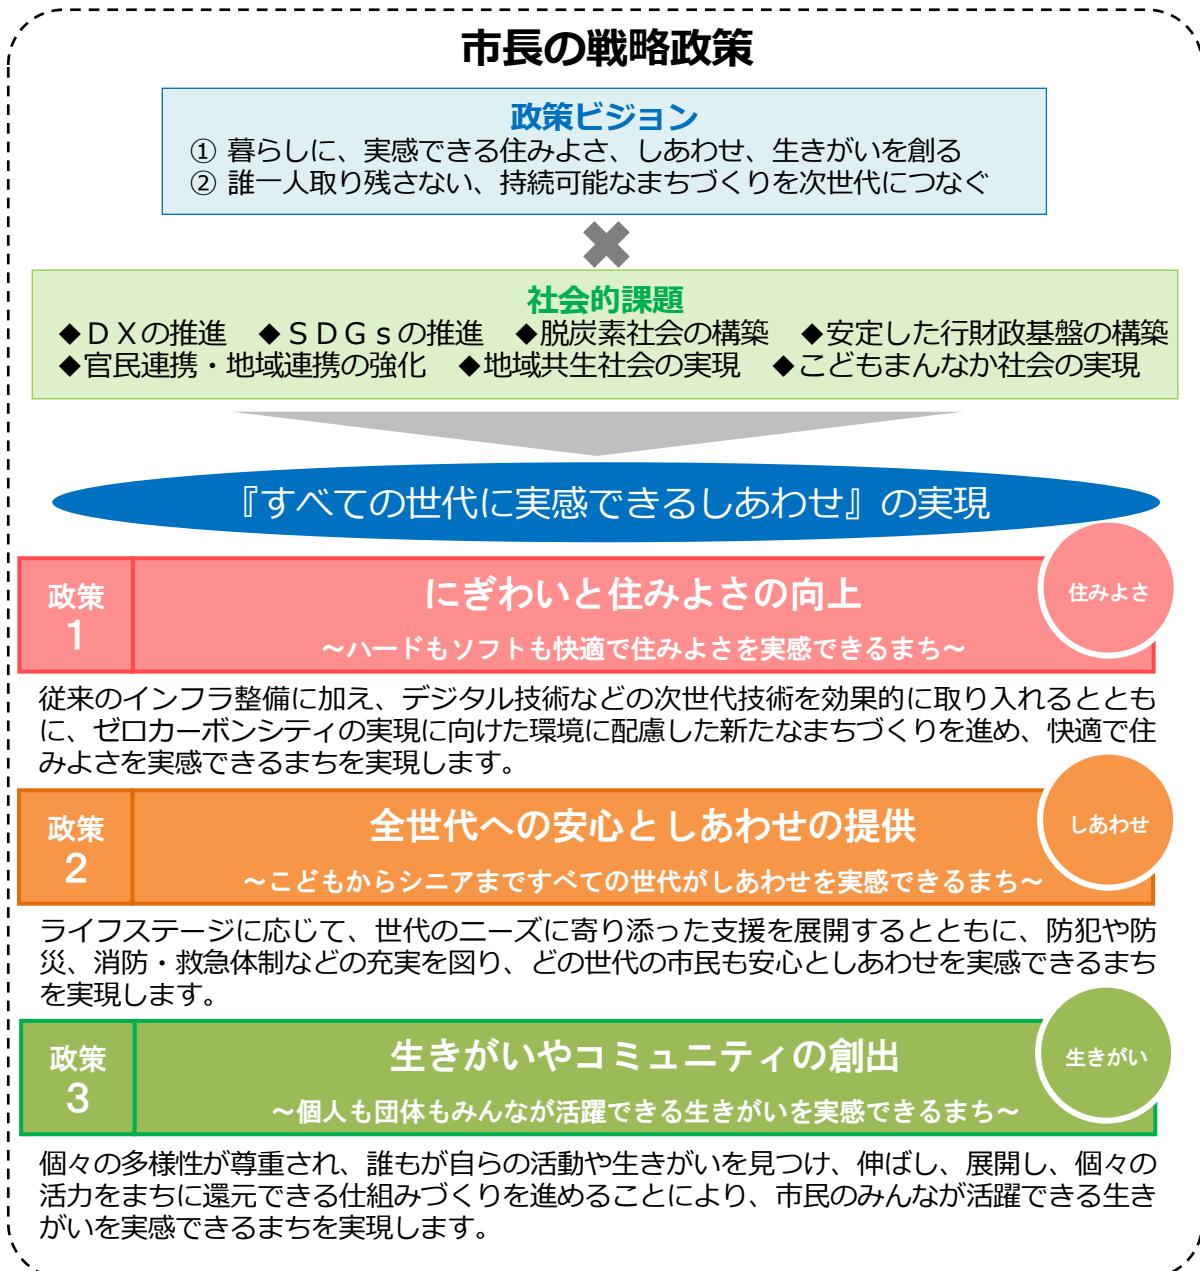 市長の戦略政策
政策ビジョン
① 暮らしに、実感できる住みよさ、しあわせ、生きがいを創る
② 誰一人取り残さない、持続可能なまちづくりを次世代につなぐ
社会的課題
◆ＤＸの推進　◆ＳＤＧｓの推進　◆脱炭素社会の構築　◆安定した行財政基盤の構築
◆官民連携・地域連携の強化　◆地域共生社会の実現　◆こどもまんなか社会の実現
『すべての世代に実感できるしあわせ』の実現
政策
1
にぎわいと住みよさの向上
～ハードもソフトも快適で住みよさを実感できるまち～
住みよさ
従来のインフラ整備に加え、デジタル技術などの次世代技術を効果的に取り入れるととも
に、ゼロカーボンシティの実現に向けた環境に配慮した新たなまちづくりを進め、快適で住
みよさを実感できるまちを実現します。
政策
2
全世代への安心としあわせの提供
～こどもからシニアまですべての世代がしあわせを実感できるまち～
しあわせ
ライフステージに応じて、世代のニーズに寄り添った支援を展開するとともに、防犯や防
災、消防・救急体制などの充実を図り、どの世代の市民も安心としあわせを実感できるまち
を実現します。
政策
3
生きがいやコミュニティの創出
～個人も団体もみんなが活躍できる生きがいを実感できるまち～
生きがい
個々の多様性が尊重され、誰もが自らの活動や生きがいを見つけ、伸ばし、展開し、個々の
活力をまちに還元できる仕組みづくりを進めることにより、市民のみんなが活躍できる生き
がいを実感できるまちを実現します。